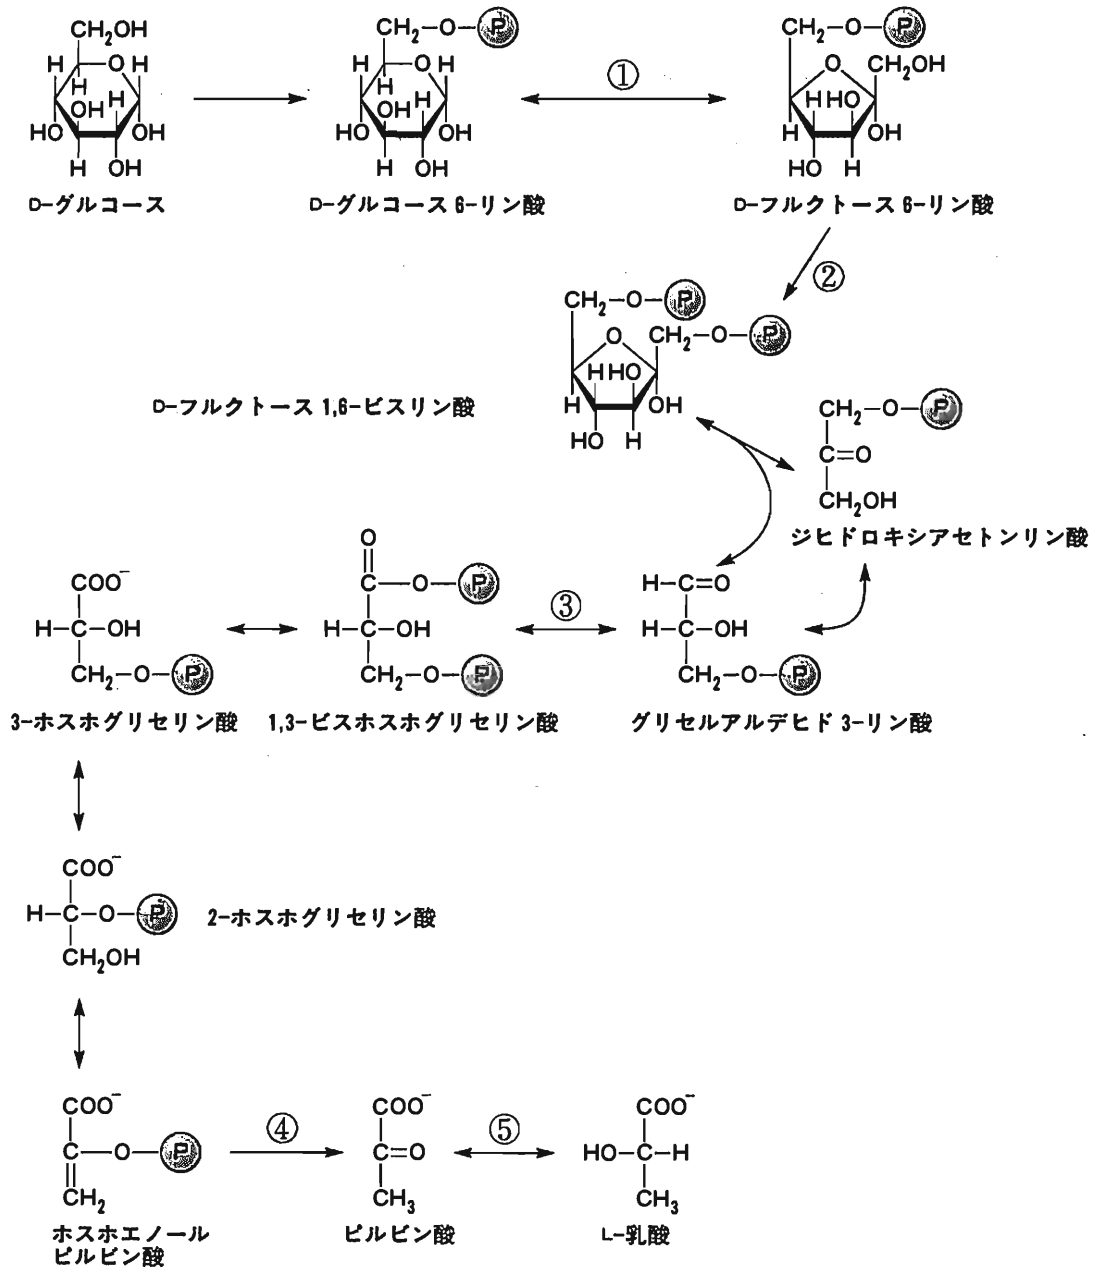 CH₂OH
H
O
H
H
OH
H
HO
OH
H
OH
D-グルコース
CH₂-O-P
H
O
H
H
OH
H
HO
OH
H
OH
D-グルコース 6-リン酸
①
CH₂-O-P
O
CH₂OH
H
HO
H
OH
HO
H
D-フルクトース 6-リン酸
②
CH₂-O-P
O
CH₂-O-P
H
HO
H
OH
HO
H
D-フルクトース 1,6-ビスリン酸
CH₂-O-P
C=O
CH₂OH
ジヒドロキシアセトンリン酸
H-C=O
H-C-OH
CH₂-O-P
グリセルアルデヒド 3-リン酸
③
O
C-O-P
H-C-OH
CH₂-O-P
1,3-ビスホスホグリセリン酸
COO⁻
H-C-OH
CH₂-O-P
3-ホスホグリセリン酸
COO⁻
H-C-O-P
CH₂OH
2-ホスホグリセリン酸
COO⁻
C-O-P
CH₂
ホスホエノール
ピルビン酸
④
COO⁻
C=O
CH₃
ピルビン酸
⑤
COO⁻
HO-C-H
CH₃
L-乳酸